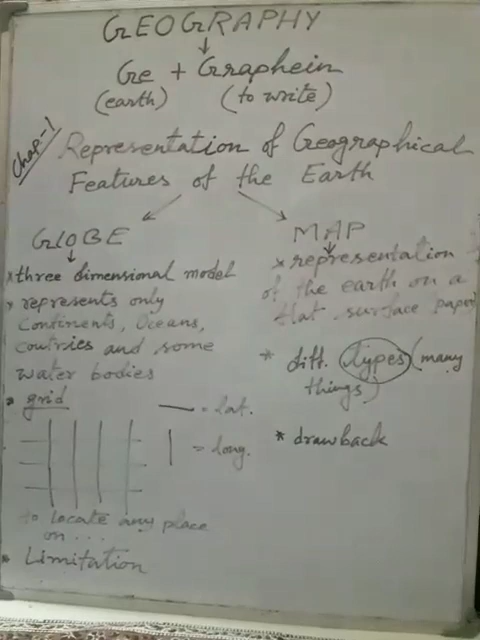 GEOGRAPHY
Ge + Graphein
(earth) (to write)
Chap-1
Representation of Geographical
Features of the Earth
GLOBE
* three dimensional model
* represents only
Continents, Oceans,
coutries and some
water bodies
* grid
— = lat.
| = long.
to locate any place
on ...
* Limitation
MAP
* representation
of the earth on a
flat surface paper
* diff. types (many
things)
* drawback